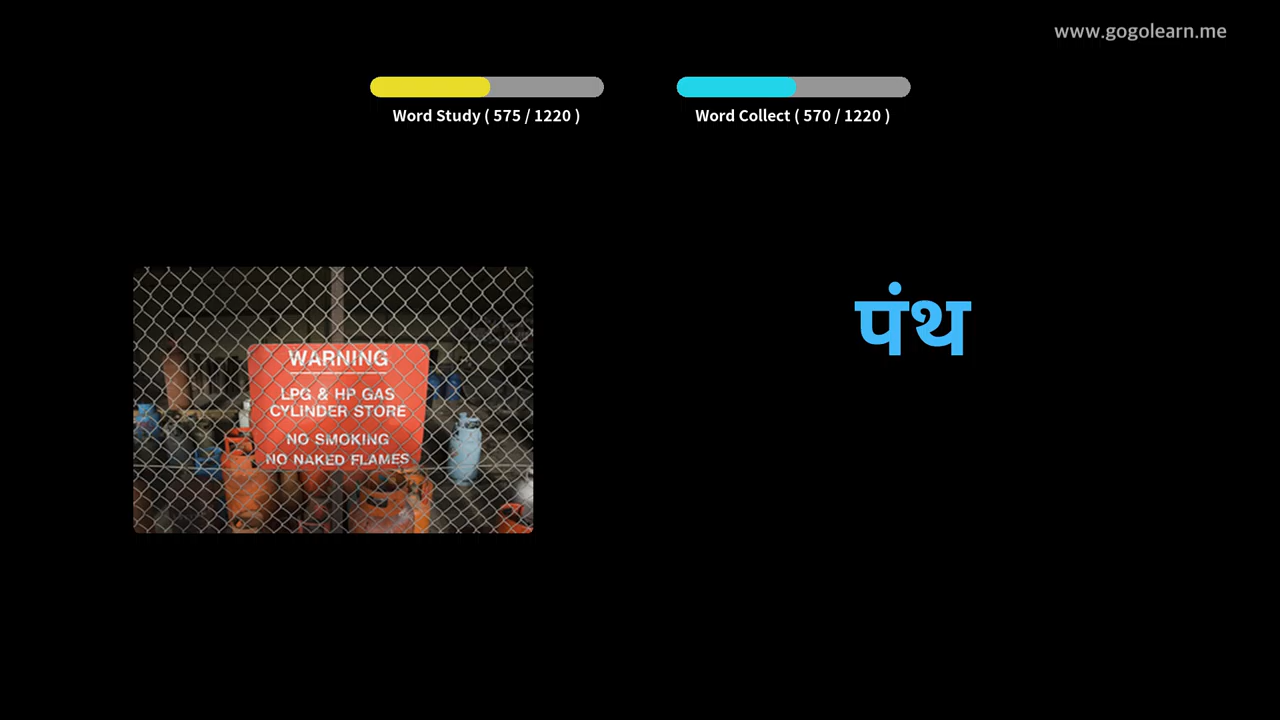 www.gogolearn.me
Word Study ( 575 / 1220 )
Word Collect ( 570 / 1220 )
पंथ
WARNING
LPG & HP GAS
CYLINDER STORE
NO SMOKING
NO NAKED FLAMES